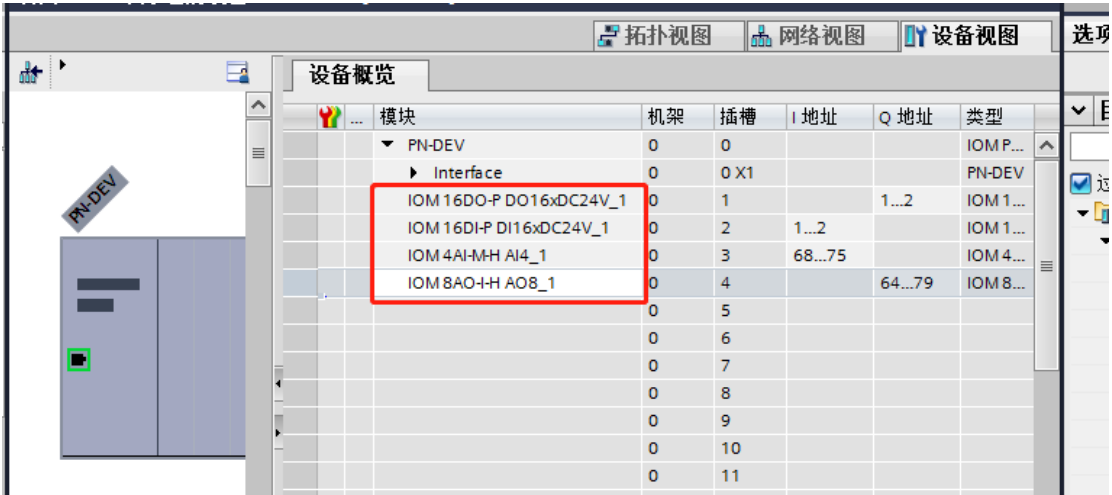 拓扑视图 网络视图 设备视图 选项
设备概览
... 模块 机架 插槽 I 地址 Q 地址 类型
PN-DEV 0 0 IOM P...
Interface 0 0 X1 PN-DEV
IOM 16DO-P DO16xDC24V_1 0 1 1...2 IOM 1...
IOM 16DI-P DI16xDC24V_1 0 2 1...2 IOM 1...
IOM 4AI-M-H AI4_1 0 3 68...75 IOM 4...
IOM 8AO-I-H AO8_1 0 4 64...79 IOM 8...
0 5
0 6
0 7
0 8
0 9
0 10
0 11
PN-DEV